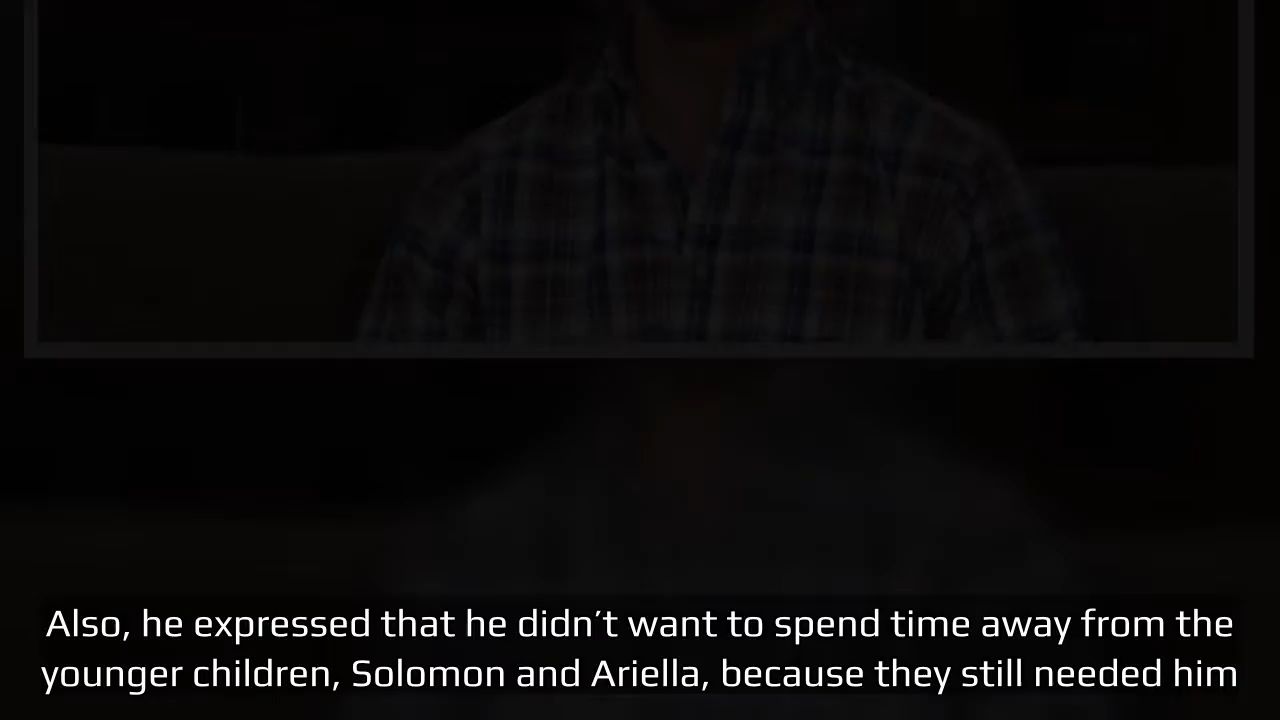 Also, he expressed that he didn’t want to spend time away from the
younger children, Solomon and Ariella, because they still needed him